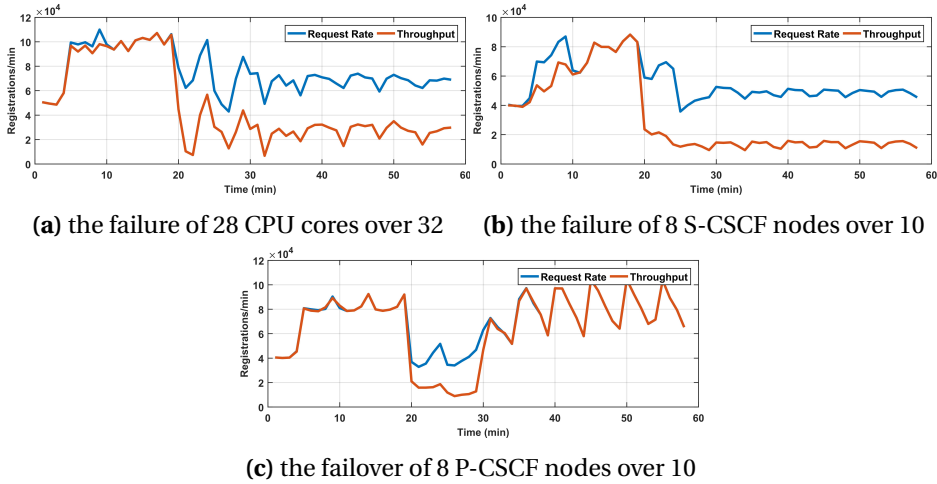 ×10⁴
12
10
8
6
4
2
0
Registrations/min
Request Rate Throughput
0 10 20 30 40 50 60
Time (min)
(a) the failure of 28 CPU cores over 32
×10⁴
10
8
6
4
2
0
Registrations/min
Request Rate Throughput
0 10 20 30 40 50 60
Time (min)
(b) the failure of 8 S-CSCF nodes over 10
×10⁴
12
10
8
6
4
2
0
Registrations/min
Request Rate Throughput
0 10 20 30 40 50 60
Time (min)
(c) the failover of 8 P-CSCF nodes over 10